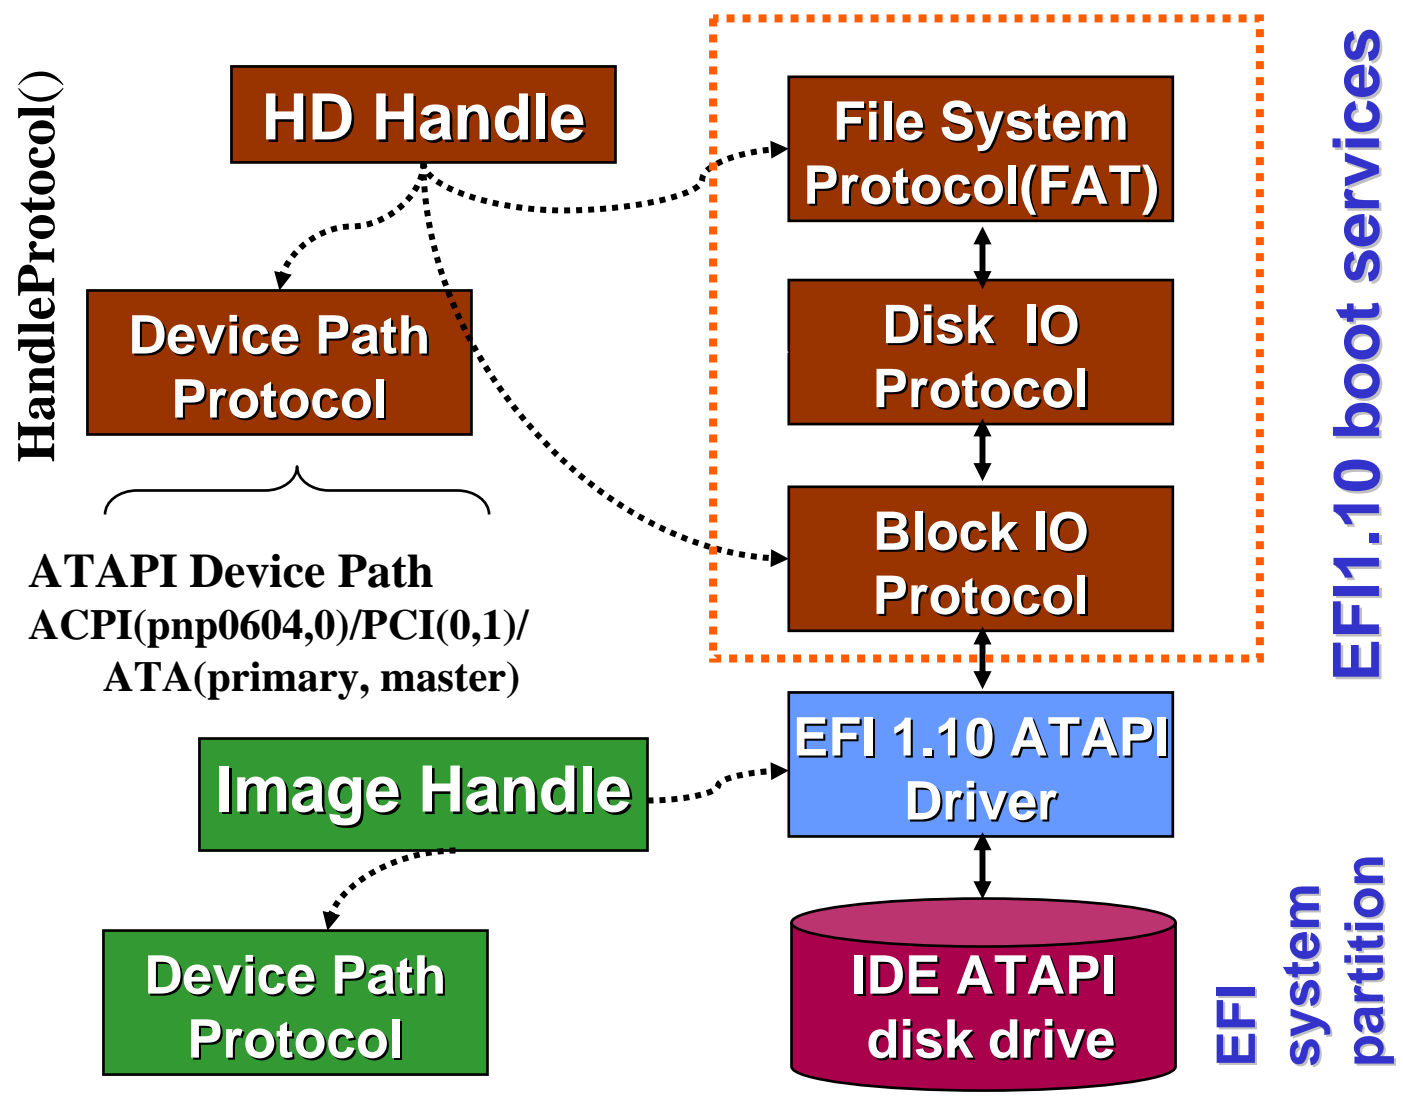 HandleProtocol()
HD Handle
File System
Protocol(FAT)
EFI1.10 boot services
Device Path
Protocol
Disk  IO
Protocol
Block IO
Protocol
ATAPI Device Path
ACPI(pnp0604,0)/PCI(0,1)/
ATA(primary, master)
Image Handle
EFI 1.10 ATAPI
Driver
Device Path
Protocol
IDE ATAPI
disk drive
EFI
system
partition